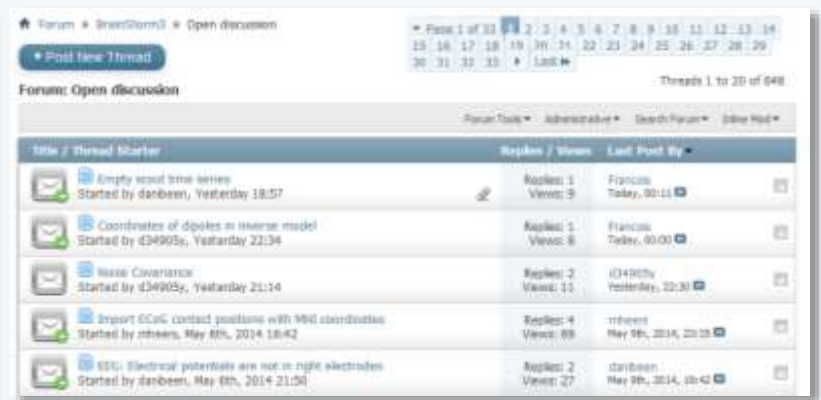 Forum BrainStorm3 Open discussion
Page 1 of 33 1 2 3 4 5 6 7 8 9 10 11 12 13 14
15 16 17 18 19 20 21 22 23 24 25 26 27 28 29
30 31 32 33 Last
+ Post New Thread
Threads 1 to 20 of 648
Forum: Open discussion
Forum Tools Administrative Search Forum Inline Mod
Title / Thread Starter Replies / Views Last Post By
Empty scout time series Replies: 1 Francois
Started by danbeen, Yesterday 18:57 Views: 9 Today, 00:11
Coordinates of dipoles in inverse model Replies: 1 Francois
Started by d34905y, Yesterday 22:34 Views: 8 Today, 00:00
Noise Covariance Replies: 2 d34905y
Started by d34905y, Yesterday 21:14 Views: 11 Yesterday, 22:30
Import ECoG contact positions with MNI coordinates Replies: 4 mheers
Started by mheers, May 8th, 2014 18:42 Views: 69 May 9th, 2014,
EEG: Electrical potentials are not in right electrodes Replies: 2 danbeen
Started by danbeen, May 6th, 2014 21:50 Views: 27 May 9th, 2014,